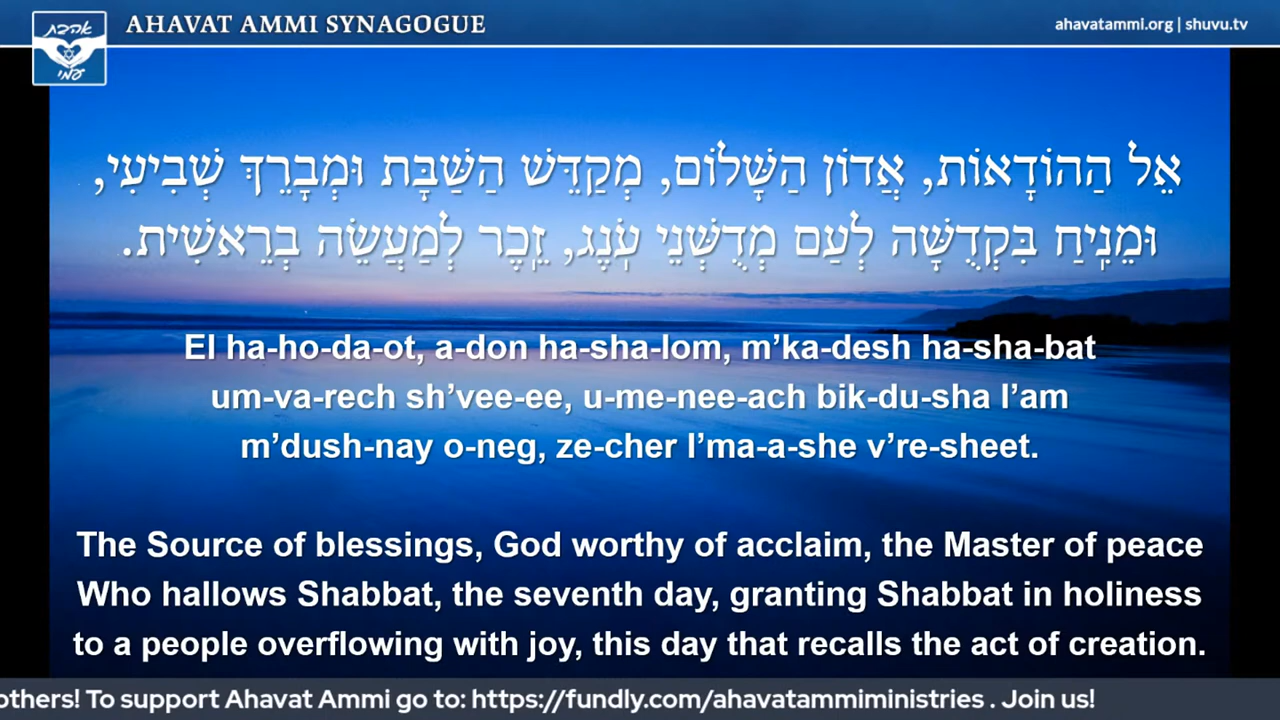 אהבת
עמי
AHAVAT AMMI SYNAGOGUE
ahavatammi.org | shuvu.tv
אֵל הַהוֹדָאוֹת, אֲדוֹן הַשָּׁלוֹם, מְקַדֵּשׁ הַשַּׁבָּת וּמְבָרֵךְ שְׁבִיעִי,
וּמֵנִֽיחַ בִּקְדֻשָּׁה לְעַם מְדֻשְּׁנֵי עֹֽנֶג, זֵֽכֶר לְמַעֲשֵׂה בְרֵאשִׁית.
El ha-ho-da-ot, a-don ha-sha-lom, m’ka-desh ha-sha-bat
um-va-rech sh’vee-ee, u-me-nee-ach bik-du-sha l’am
m’dush-nay o-neg, ze-cher l’ma-a-she v’re-sheet.
The Source of blessings, God worthy of acclaim, the Master of peace
Who hallows Shabbat, the seventh day, granting Shabbat in holiness
to a people overflowing with joy, this day that recalls the act of creation.
others! To support Ahavat Ammi go to: https://fundly.com/ahavatammiministries . Join us!